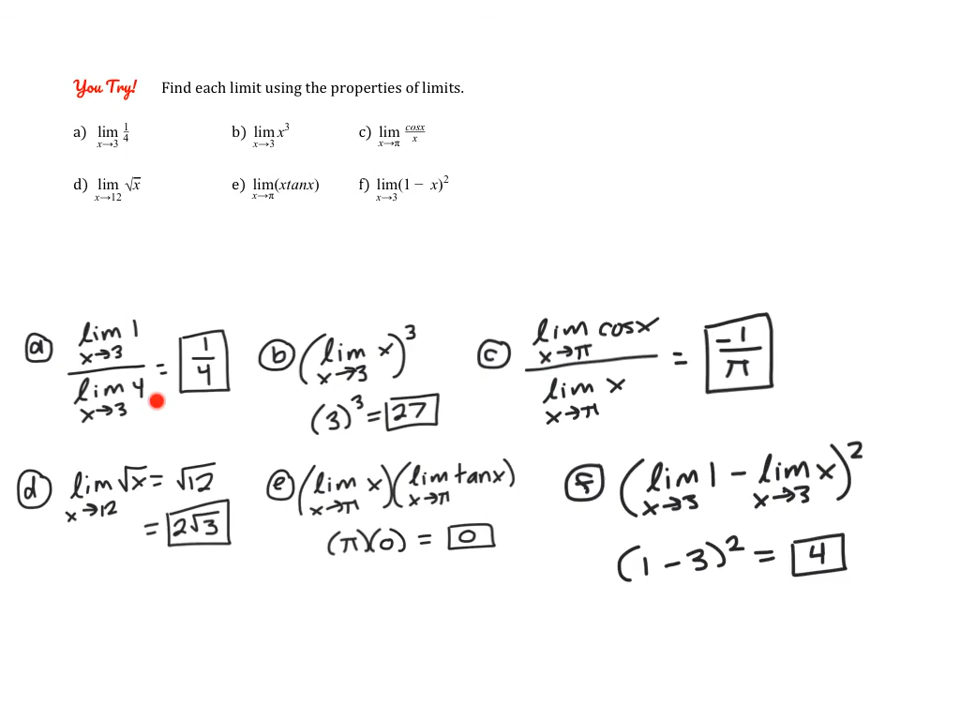 You Try! Find each limit using the properties of limits.
a) lim x→3 1/4 b) lim x→3 x³ c) lim x→π cosx/x
d) lim x→12 √x e) lim x→π (xtanx) f) lim x→3 (1 − x)²
ⓐ lim x→3 1 / lim x→3 4 = 1/4
ⓑ (lim x→3 x)³
(3)³ = 27
ⓒ lim x→π cosx / lim x→π x = -1/π
ⓓ lim x→12 √x = √12
= 2√3
ⓔ (lim x→π x)(lim x→π tanx)
(π)(0) = 0
ⓕ (lim x→3 1 − lim x→3 x)²
(1 − 3)² = 4